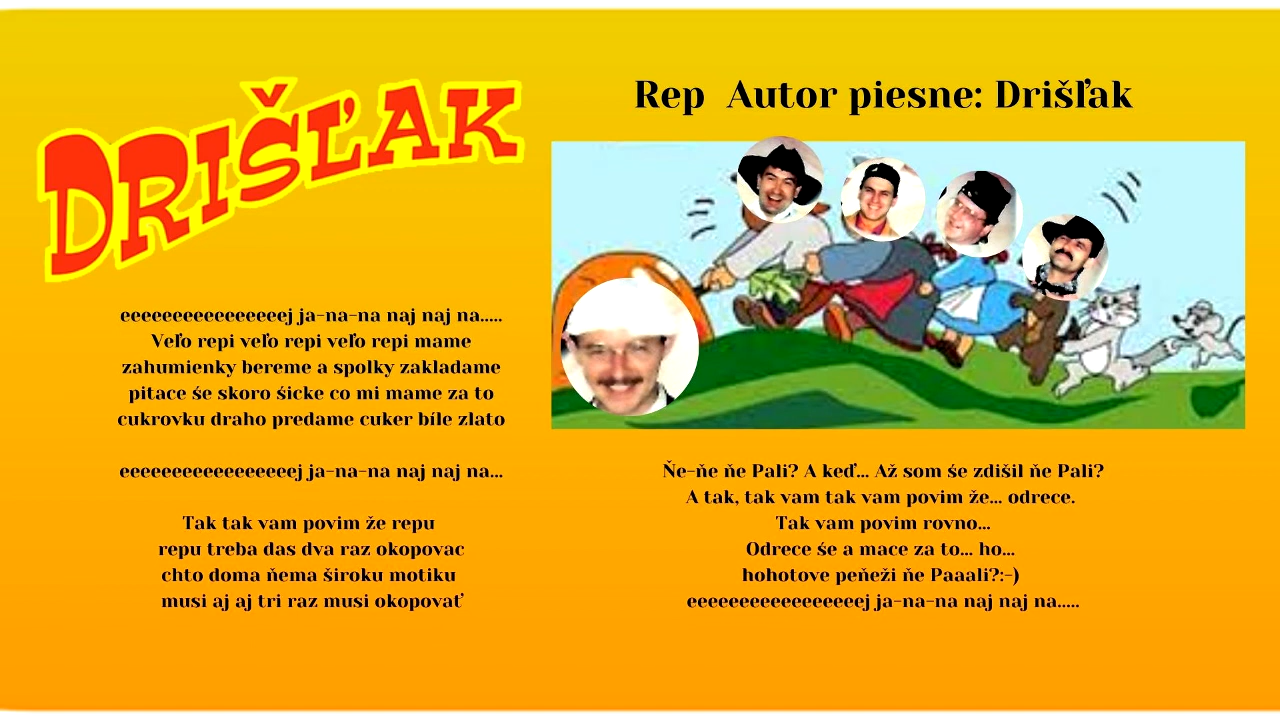 DRIŠĽAK
eeeeeeeeeeeeeeeej ja-na-na naj naj na.....
Veľo repi veľo repi veľo repi mame
zahumienky bereme a spolky zakladame
pitace śe skoro śicke co mi mame za to
cukrovku draho predame cuker bíle zlato
eeeeeeeeeeeeeeeeej ja-na-na naj naj na...
Tak tak vam povim že repu
repu treba das dva raz okopovac
chto doma ňema široku motiku
musi aj aj tri raz musi okopovať
Rep Autor piesne: Drišľak
Ňe-ňe ňe Pali? A keď... Až som śe zdišil ňe Pali?
A tak, tak vam tak vam povim že... odrece.
Tak vam povim rovno...
Odrece śe a mace za to... ho...
hohotove peňeži ňe Paaali?:-)
eeeeeeeeeeeeeeeeej ja-na-na naj naj na.....